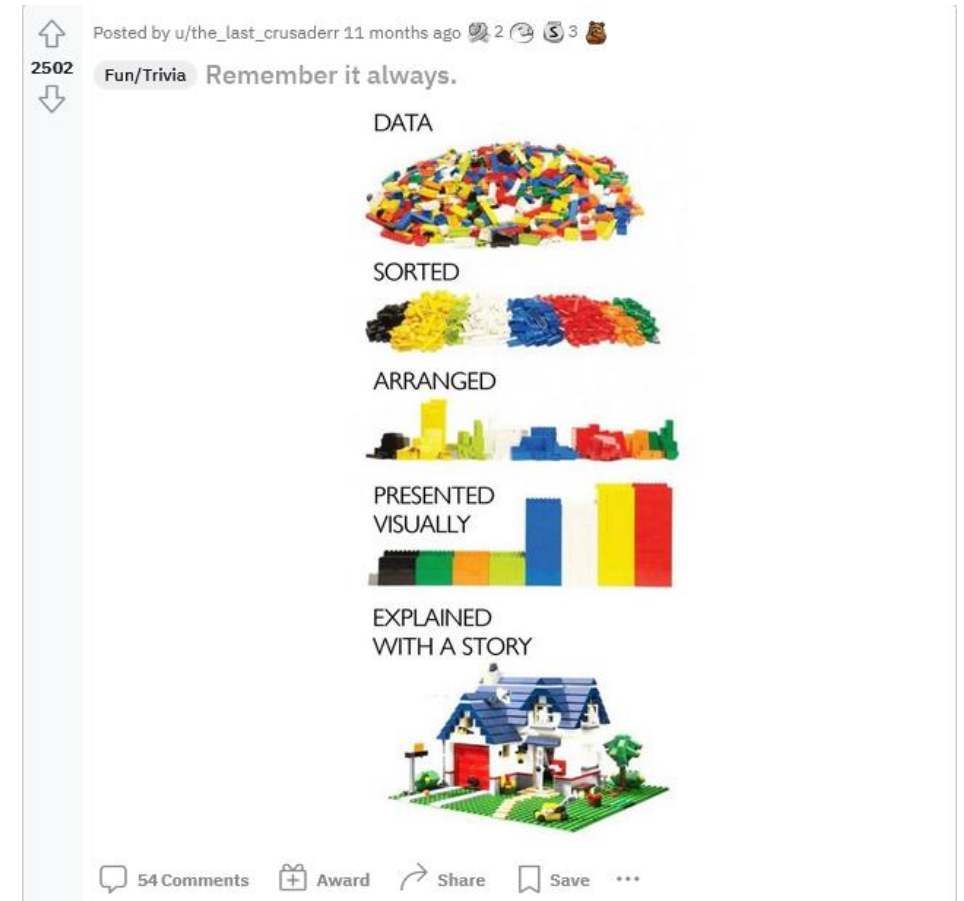 Posted by u/the_last_crusaderr 11 months ago 2 S 3
2502
Fun/Trivia Remember it always.
DATA
SORTED
ARRANGED
PRESENTED
VISUALLY
EXPLAINED
WITH A STORY
54 Comments Award Share Save